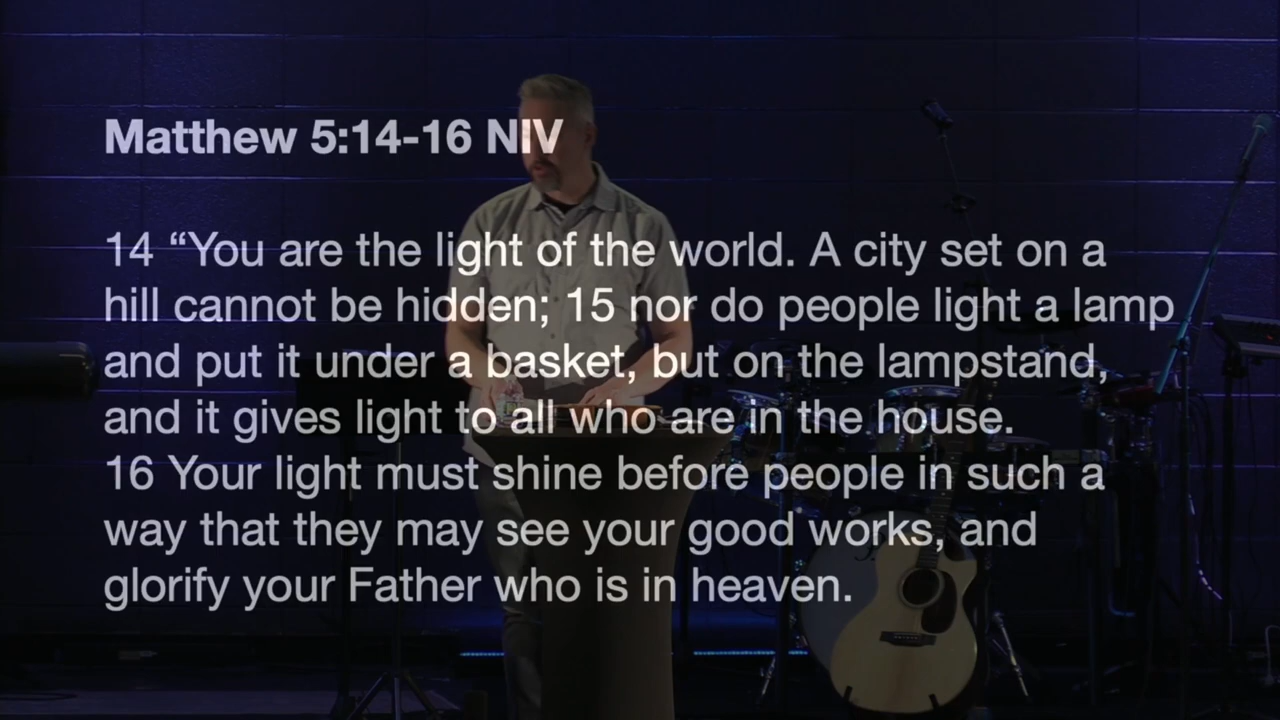 Matthew 5:14-16 NIV
14 “You are the light of the world. A city set on a
hill cannot be hidden; 15 nor do people light a lamp
and put it under a basket, but on the lampstand,
and it gives light to all who are in the house.
16 Your light must shine before people in such a
way that they may see your good works, and
glorify your Father who is in heaven.